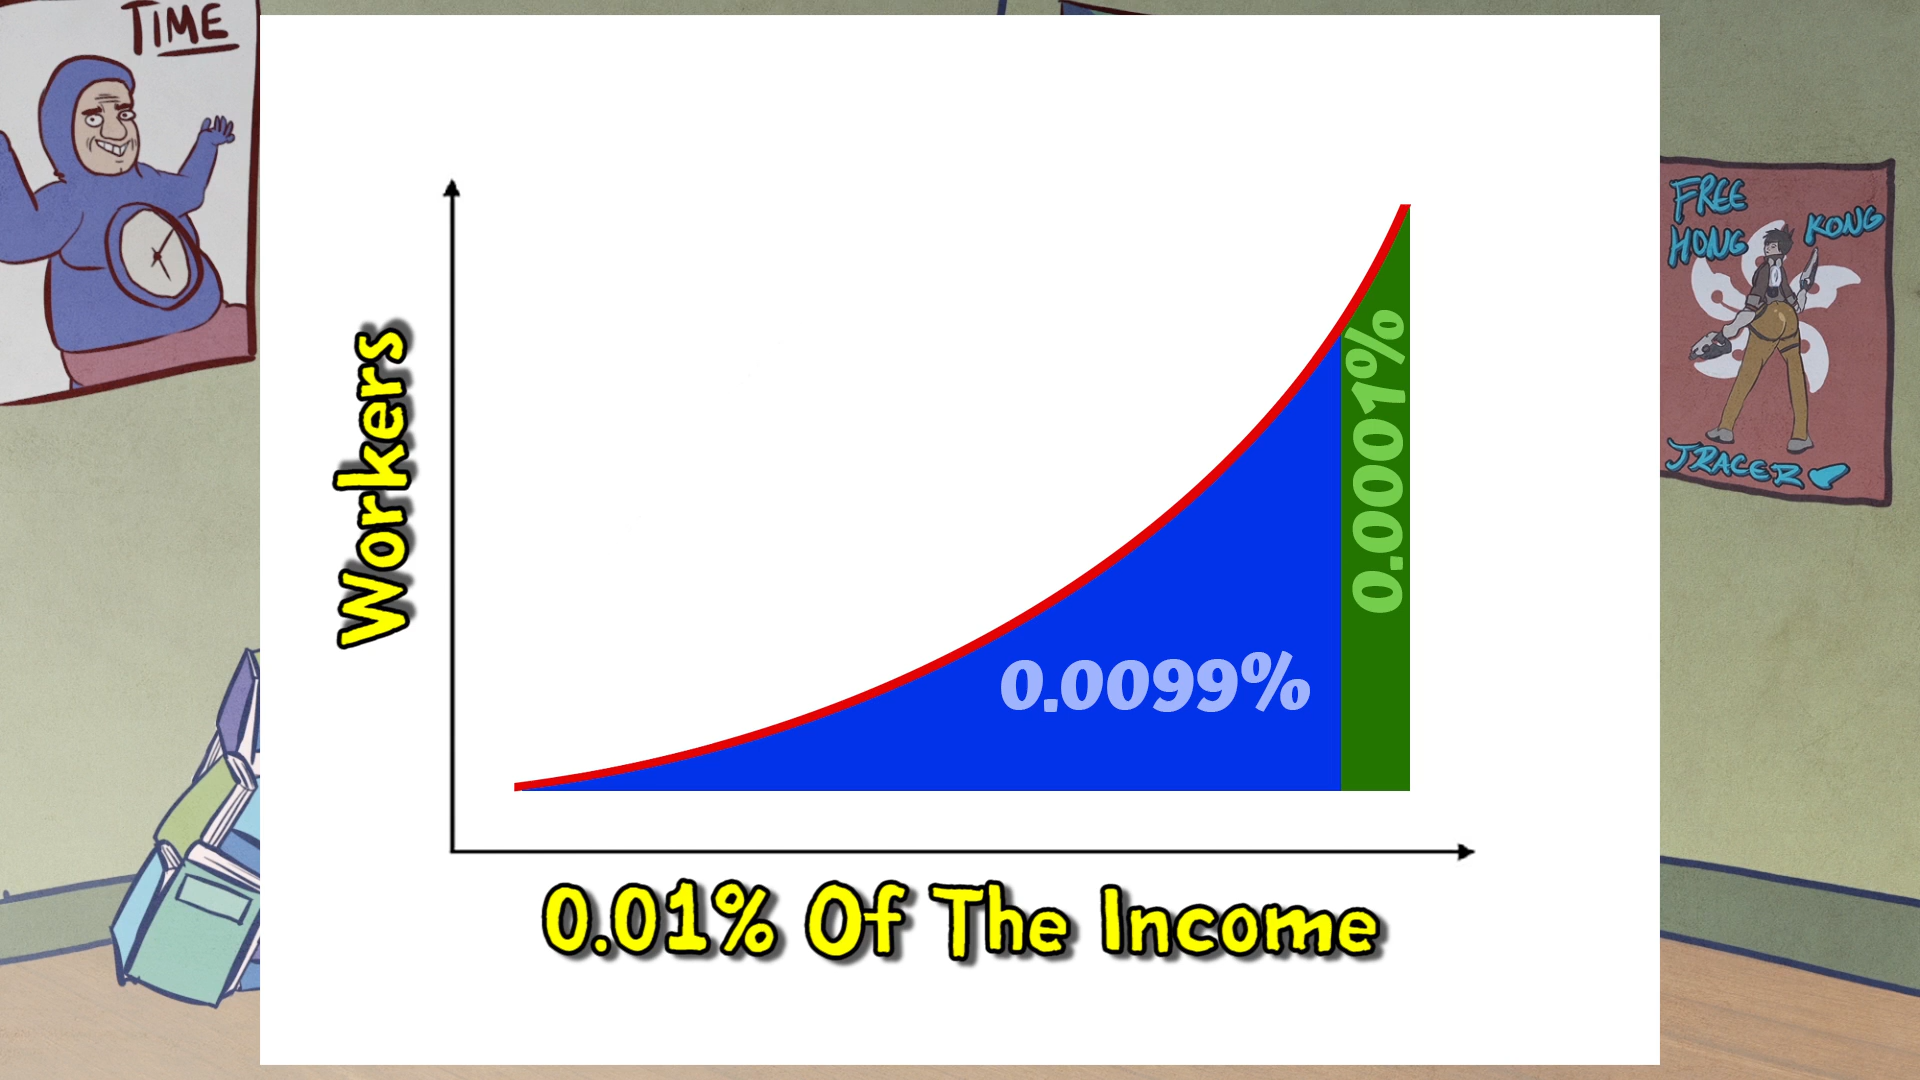 TIME
Workers
0.0001%
0.0099%
0.01% Of The Income
FREE
HONG KONG
TRACER